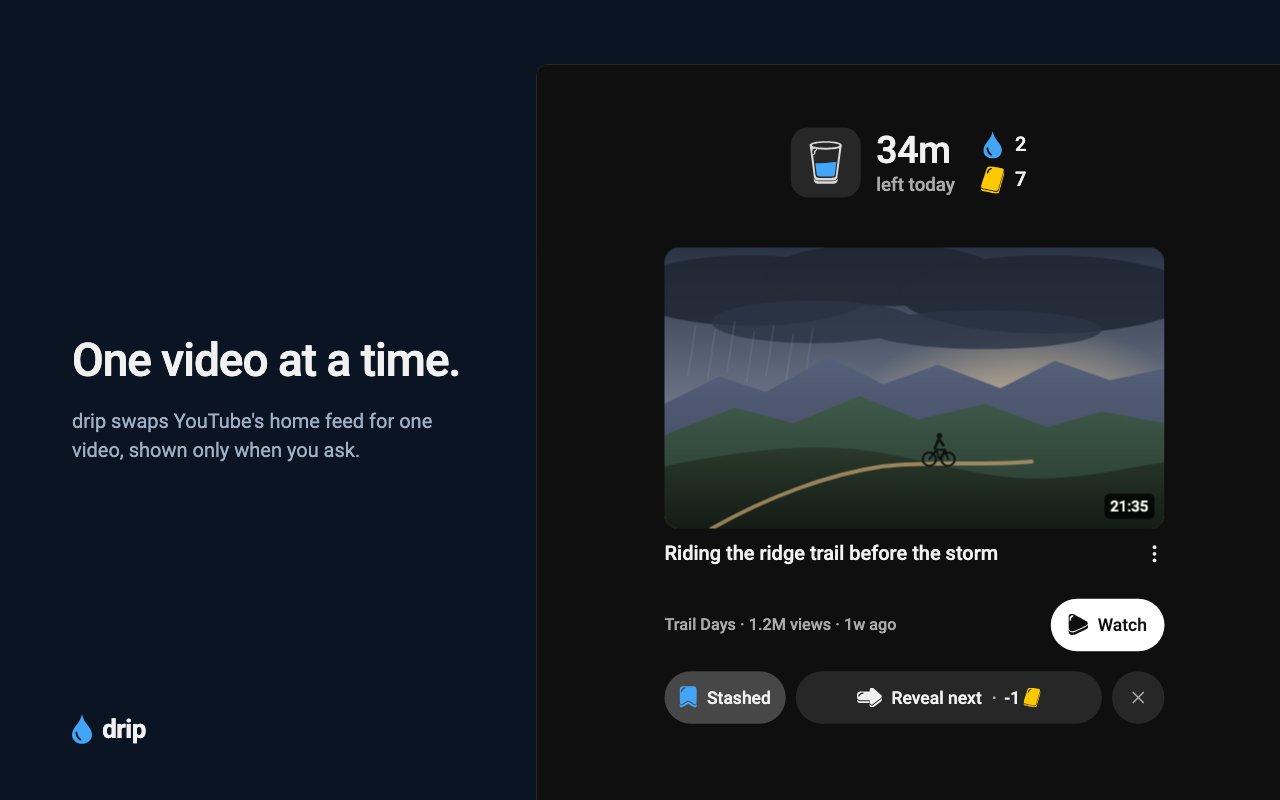 One video at a time.
drip swaps YouTube's home feed for one
video, shown only when you ask.
drip
34m
left today
2
7
21:35
Riding the ridge trail before the storm
Trail Days · 1.2M views · 1w ago
Watch
Stashed
Reveal next · -1